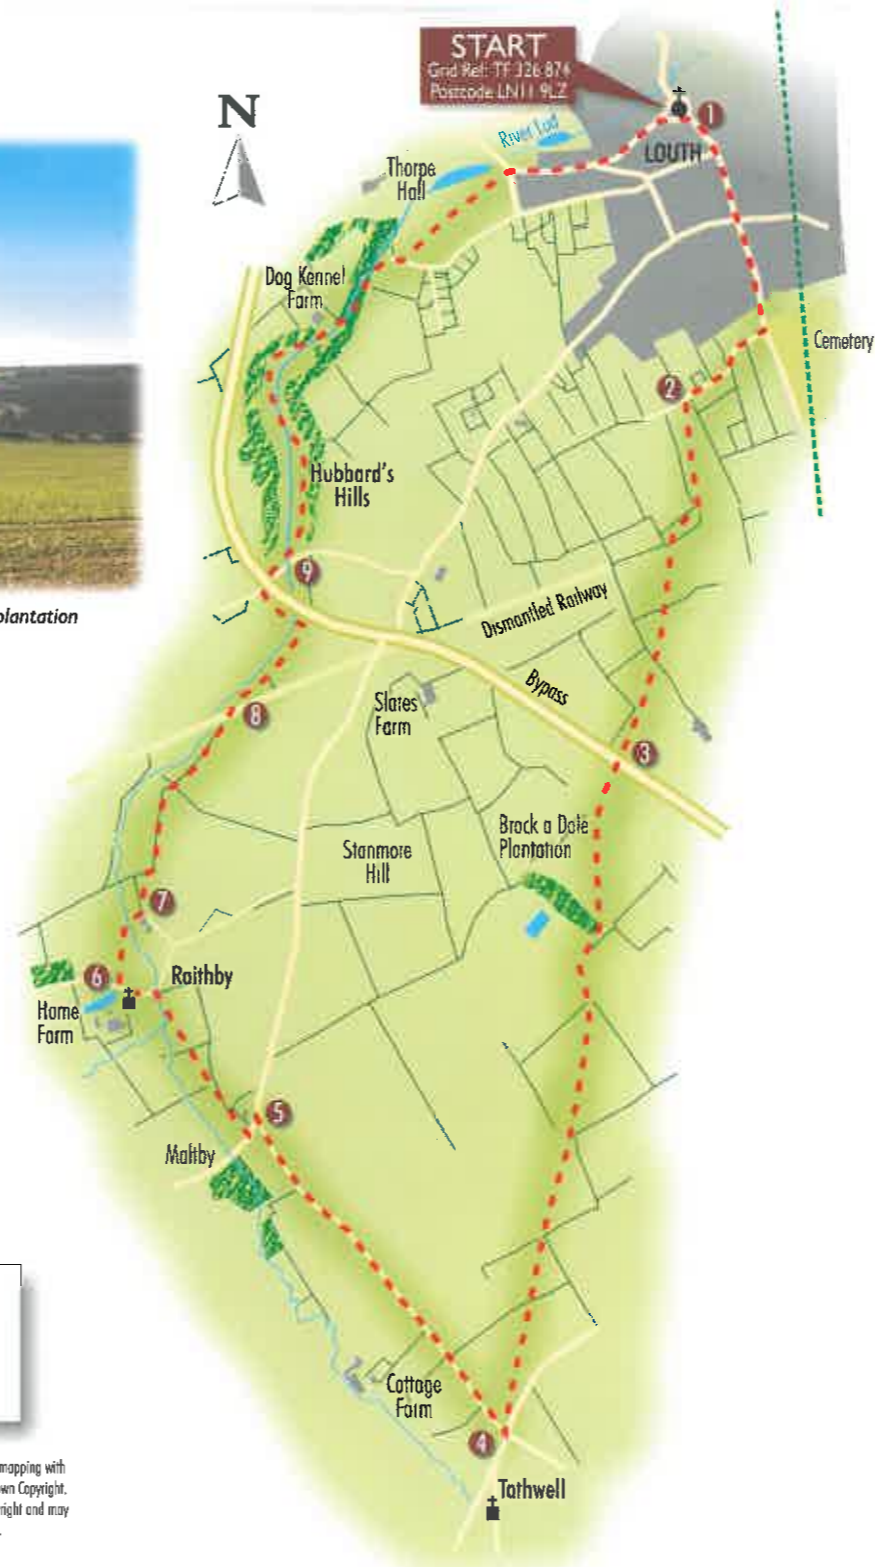 START
Grid Ref: TF 326 874
Postcode LN11 9LZ
N
1
River Lud
LOUTH
Thorpe
Hall
Dog Kennel
Farm
Cemetery
2
Hubbard's
Hills
9
plantation
Dismantled Railway
Bypass
Slates
Farm
8
3
Brock a Dale
Plantation
Stanmore
Hill
7
6
Raithby
Home
Farm
5
Maltby
Cottage
Farm
4
Tathwell
mapping with
wn Copyright.
right and may